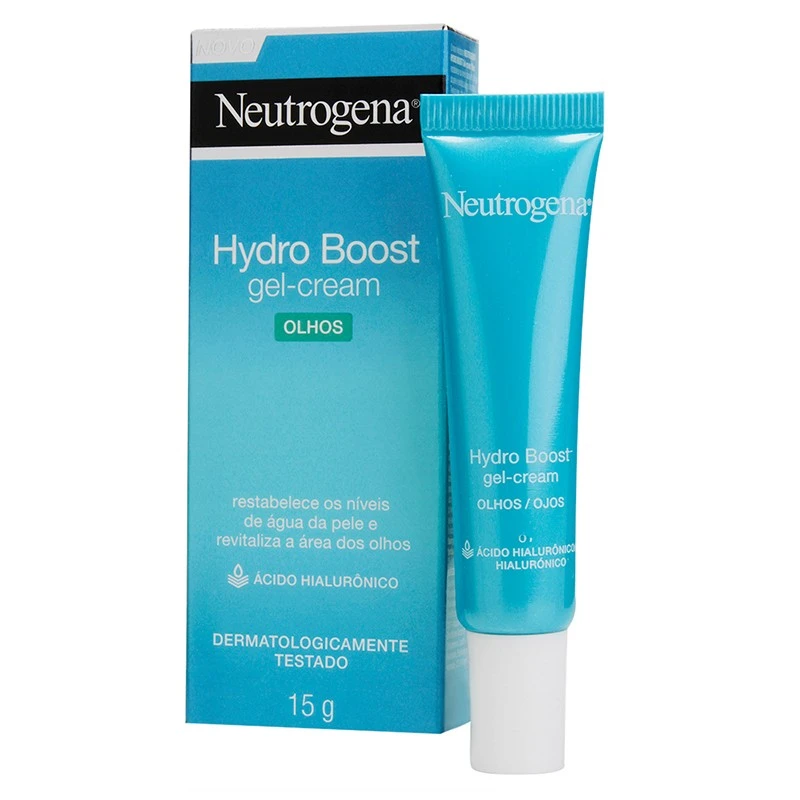 NOVO
Neutrogena®
Hydro Boost
gel-cream
OLHOS
restabelece os níveis
de água da pele e
revitaliza a área dos olhos
ÁCIDO HIALURÔNICO
DERMATOLOGICAMENTE
TESTADO
15 g
Neutrogena®
Hydro Boost
gel-cream
OLHOS / OJOS
ÁCIDO HIALURÔNICO/
HIALURÓNICO